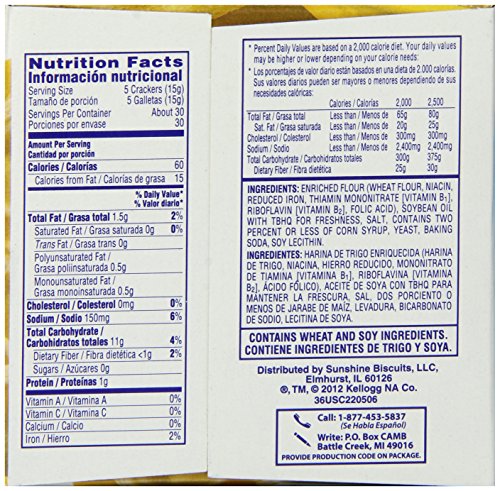 Nutrition Facts
Información nutricional
Serving Size 5 Crackers (15g)
Tamaño de porción 5 Galletas (15g)
Servings Per Container About 30
Porciones por envase 30
Amount Per Serving
Cantidad por porción
Calories / Calorías 60
Calories from Fat / Calorías de grasa 15
% Daily Value*
% Valor diario*
Total Fat / Grasa total 1.5g 2%
Saturated Fat / Grasa saturada 0g 0%
Trans Fat / Grasa trans 0g
Polyunsaturated Fat /
Grasa poliinsaturada 0.5g
Monounsaturated Fat /
Grasa monoinsaturada 0.5g
Cholesterol / Colesterol 0mg 0%
Sodium / Sodio 150mg 6%
Total Carbohydrate /
Carbohidratos totales 11g 4%
Dietary Fiber / Fibra dietética <1g 2%
Sugars / Azúcares 0g
Protein / Proteínas 1g
Vitamin A / Vitamina A 0%
Vitamin C / Vitamina C 0%
Calcium / Calcio 0%
Iron / Hierro 2%
* Percent Daily Values are based on a 2,000 calorie diet. Your daily values
may be higher or lower depending on your calorie needs:
* Los porcentajes de valor diario están basados en una dieta de 2,000 calorías.
Sus valores diarios pueden ser mayores o menores dependiendo de sus
necesidades calóricas:
Calories / Calorías 2,000 2,500
Total Fat / Grasa total Less than / Menos de 65g 80g
Sat. Fat / Grasa saturada Less than / Menos de 20g 25g
Cholesterol / Colesterol Less than / Menos de 300mg 300mg
Sodium / Sodio Less than / Menos de 2,400mg 2,400mg
Total Carbohydrate / Carbohidratos totales 300g 375g
Dietary Fiber / Fibra dietética 25g 30g
INGREDIENTS: ENRICHED FLOUR (WHEAT FLOUR, NIACIN,
REDUCED IRON, THIAMIN MONONITRATE [VITAMIN B1],
RIBOFLAVIN [VITAMIN B2], FOLIC ACID), SOYBEAN OIL
WITH TBHQ FOR FRESHNESS, SALT, CONTAINS TWO
PERCENT OR LESS OF CORN SYRUP, YEAST, BAKING
SODA, SOY LECITHIN.
INGREDIENTES: HARINA DE TRIGO ENRIQUECIDA (HARINA
DE TRIGO, NIACINA, HIERRO REDUCIDO, MONONITRATO
DE TIAMINA [VITAMINA B1], RIBOFLAVINA [VITAMINA
B2], ÁCIDO FÓLICO), ACEITE DE SOYA CON TBHQ PARA
MANTENER LA FRESCURA, SAL, DOS PORCIENTO O
MENOS DE JARABE DE MAÍZ, LEVADURA, BICARBONATO
DE SODIO, LECITINA DE SOYA.
CONTAINS WHEAT AND SOY INGREDIENTS.
CONTIENE INGREDIENTES DE TRIGO Y SOYA.
Distributed by Sunshine Biscuits, LLC,
Elmhurst, IL 60126
®, TM, © 2012 Kellogg NA Co.
36USC220506
Call: 1-877-453-5837
(Se Habla Español)
Write: P.O. Box CAMB
Battle Creek, MI 49016
PROVIDE PRODUCTION CODE ON PACKAGE.